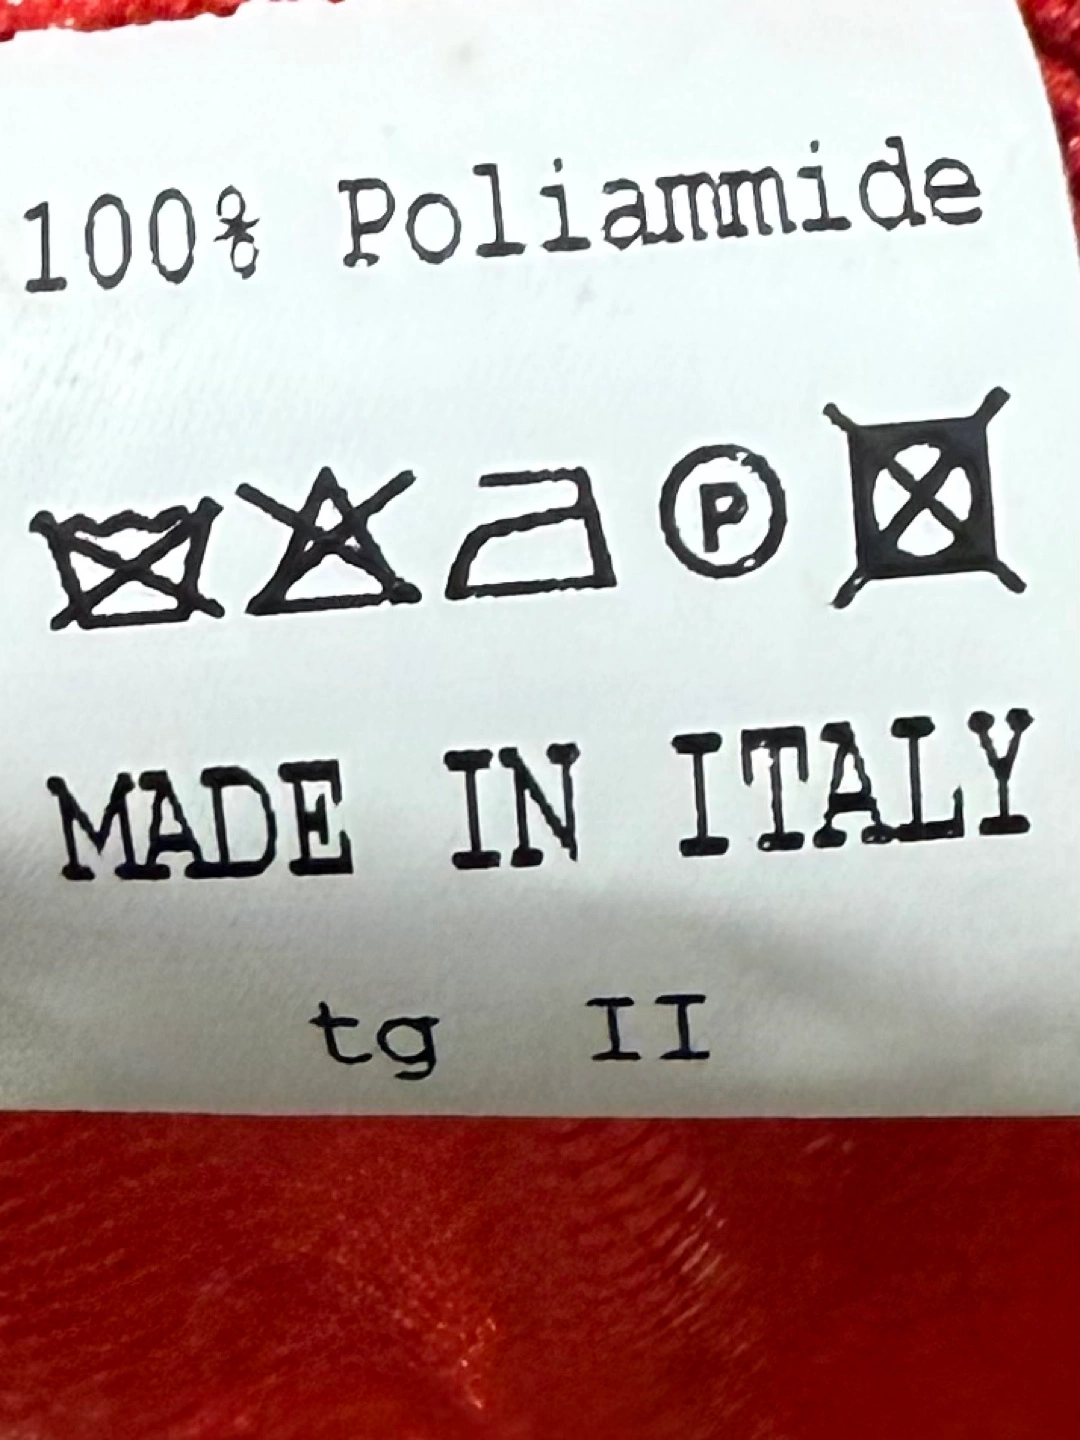 100% Poliammide
P
MADE IN ITALY
tg II